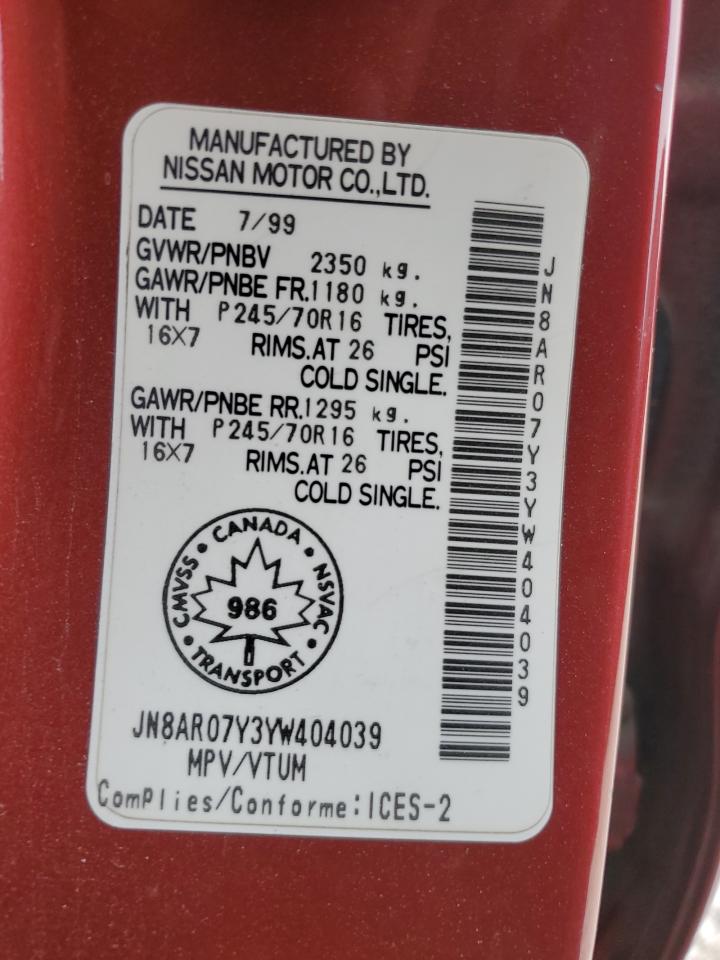 MANUFACTURED BY
NISSAN MOTOR CO.,LTD.
DATE 7/99
GVWR/PNBV 2350 kg.
GAWR/PNBE FR.1180 kg.
WITH P245/70R16 TIRES,
16X7 RIMS.AT 26 PSI
COLD SINGLE.
GAWR/PNBE RR.1295 kg.
WITH P245/70R16 TIRES,
16X7 RIMS.AT 26 PSI
COLD SINGLE.
CMVSS • CANADA • NSVAC • TRANSPORT •
986
JN8AR07Y3YW404039
MPV/VTUM
ComPlies/Conforme:ICES-2
JN8AR07Y3YW404039